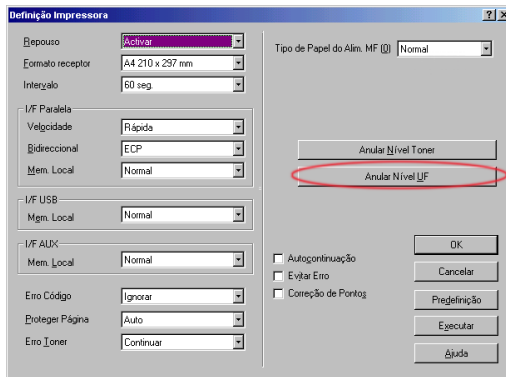 Definição Impressora
Repouso Activar
Formato receptor A4 210 x 297 mm
Intervalo 60 seg.
I/F Paralela
Velocidade Rápida
Bidireccional ECP
Mem. Local Normal
I/F USB
Mem. Local Normal
I/F AUX
Mem. Local Normal
Erro Código Ignorar
Proteger Página Auto
Erro Toner Continuar
Tipo de Papel do Alim. MF (0) Normal
Anular Nível Toner
Anular Nível UF
Autocontinuação
Evitar Erro
Correção de Pontos
OK
Cancelar
Predefinição
Executar
Ajuda